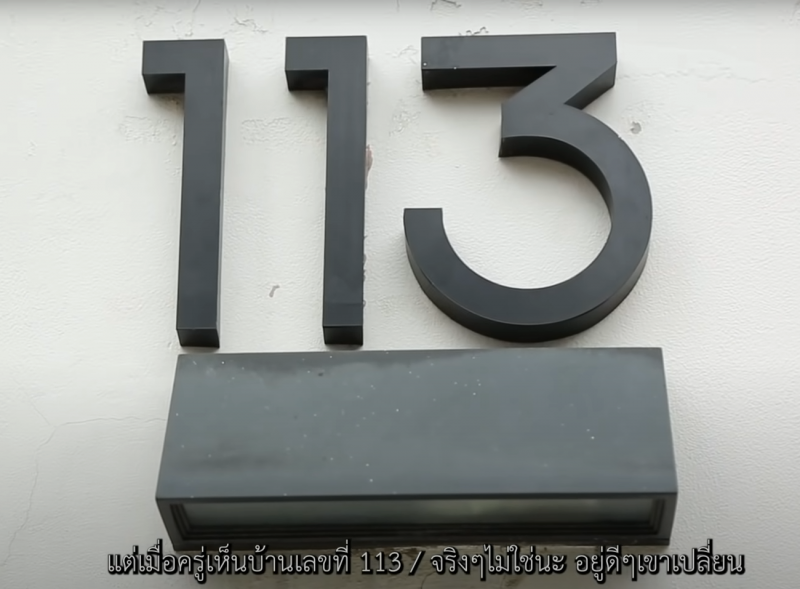 113
แต่เมื่อครู่เห็นบ้านเลขที่ 113 / จริงๆไม่ใช่นะ อยู่ดีๆเขาเปลี่ยน